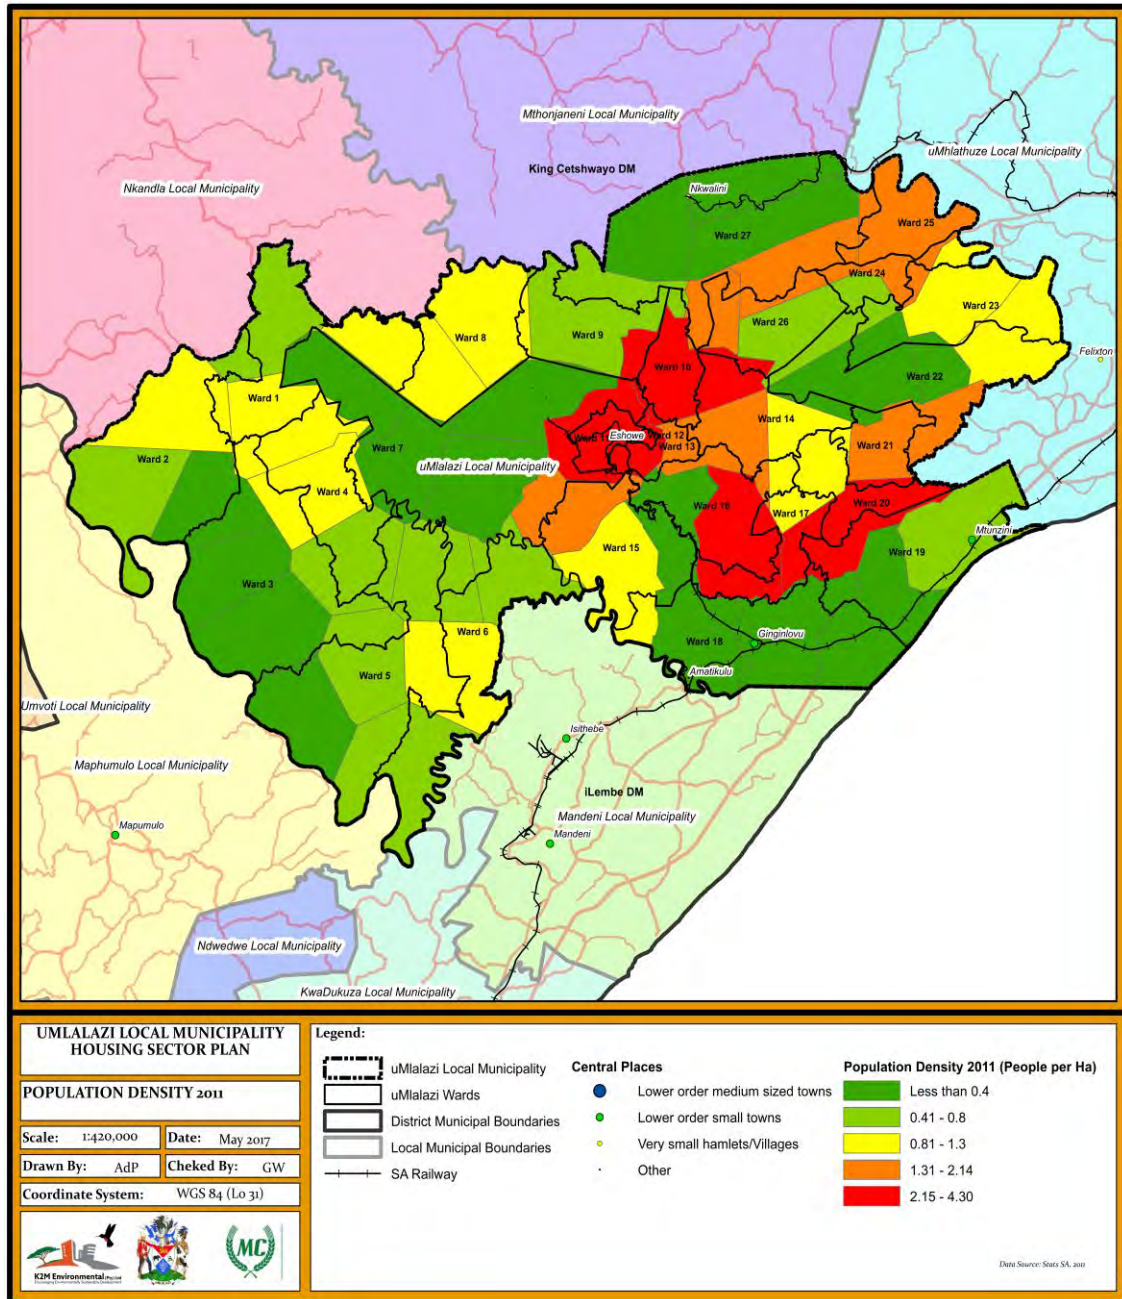 Mthonjaneni Local Municipality
uMhlathuze Local Municipality
King Cetshwayo DM
Nkandla Local Municipality
Nkwalini
Ward 25
Ward 27
Ward 24
Ward 23
Ward 26
Ward 8
Ward 9
Felixton
Ward 10
Ward 22
Ward 1
Ward 14
Ward 12
Eshowe
Ward 13
Ward 21
Ward 7
Ward 2
uMlalazi Local Municipality
Ward 4
Ward 16
Ward 20
Ward 17
Mtunzini
Ward 15
Ward 19
Ward 3
Ward 6
Ginginlovu
Ward 18
Ward 5
Amatikulu
Umvoti Local Municipality
Isithebe
Maphumulo Local Municipality
iLembe DM
Mandeni Local Municipality
Mapumulo
Mandeni
Ndwedwe Local Municipality
KwaDukuza Local Municipality
UMLALAZI LOCAL MUNICIPALITY
HOUSING SECTOR PLAN
POPULATION DENSITY 2011
Scale: 1:420,000
Date: May 2017
Drawn By: AdP
Cheked By: GW
Coordinate System: WGS 84 (Lo 31)
K2M Environmental (Pty) Ltd
MC
Legend:
uMlalazi Local Municipality
uMlalazi Wards
District Municipal Boundaries
Local Municipal Boundaries
SA Railway
Central Places
Lower order medium sized towns
Lower order small towns
Very small hamlets/Villages
Other
Population Density 2011 (People per Ha)
Less than 0.4
0.41 - 0.8
0.81 - 1.3
1.31 - 2.14
2.15 - 4.30
Data Source: Stats SA, 2011